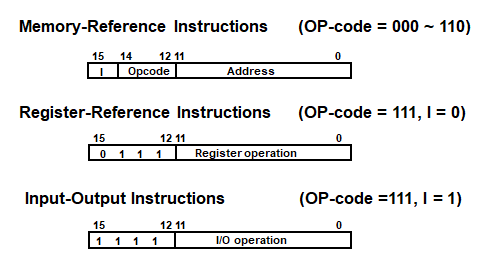 Memory-Reference Instructions (OP-code = 000 ~ 110)
15 14 12 11 0
I Opcode Address
Register-Reference Instructions (OP-code = 111, I = 0)
15 12 11 0
0 1 1 1 Register operation
Input-Output Instructions (OP-code =111, I = 1)
15 12 11 0
1 1 1 1 I/O operation